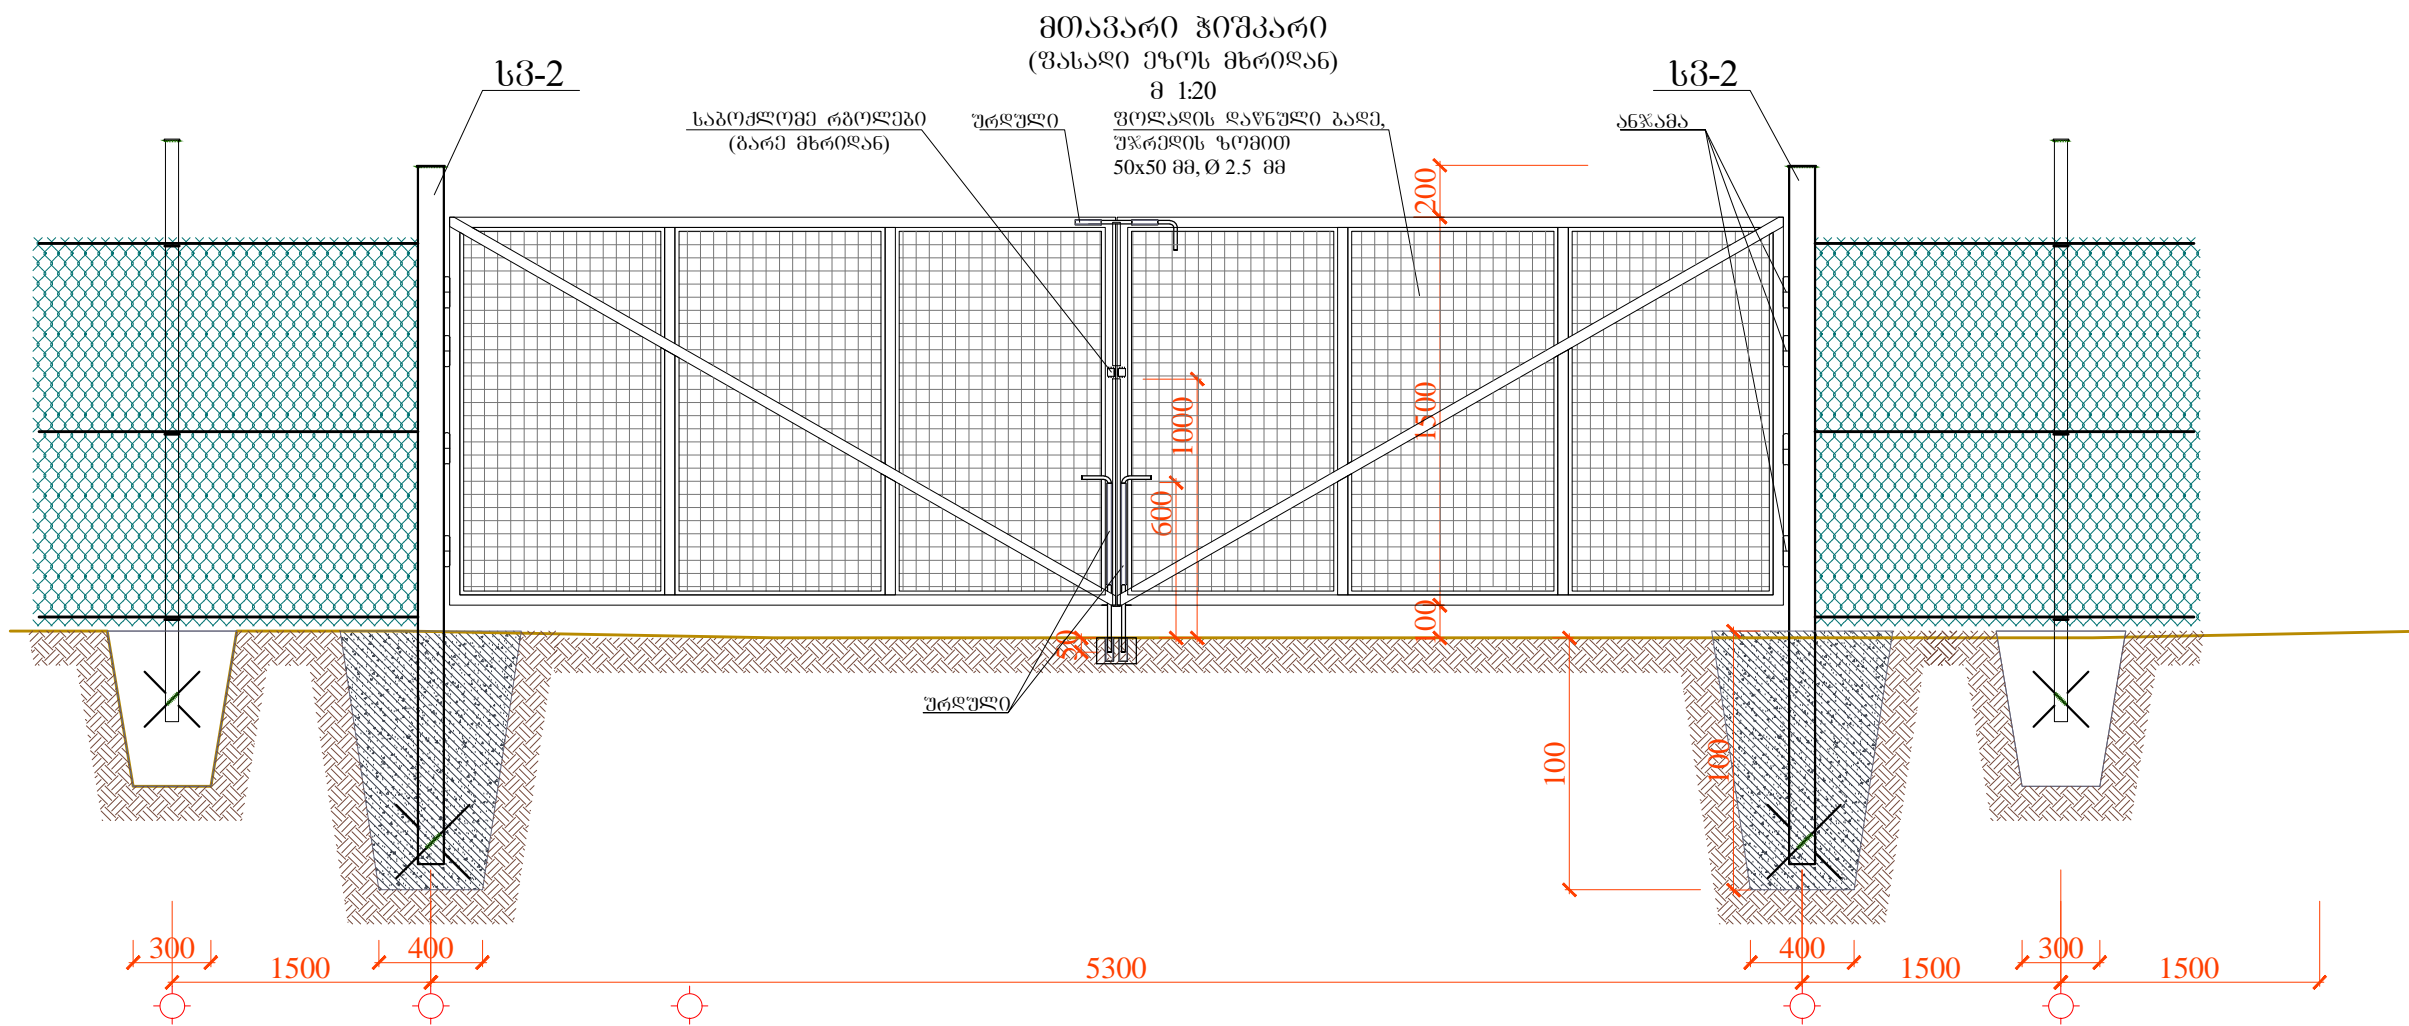 მთავარი ჭიშკარი
(ფასადი ეზოს მხრიდან)
მ 1:20
სვ-2
სვ-2
საბოქლომე რგოლები
(გარე მხრიდან)
ურდული
ფოლადის დაწნული ბადე,
უჯრედის ზომით
50x50 მმ, Ø 2.5 მმ
ანჯამა
200
1500
1000
600
100
50
ურდული
100
100
300
400
400
300
1500
5300
1500
1500